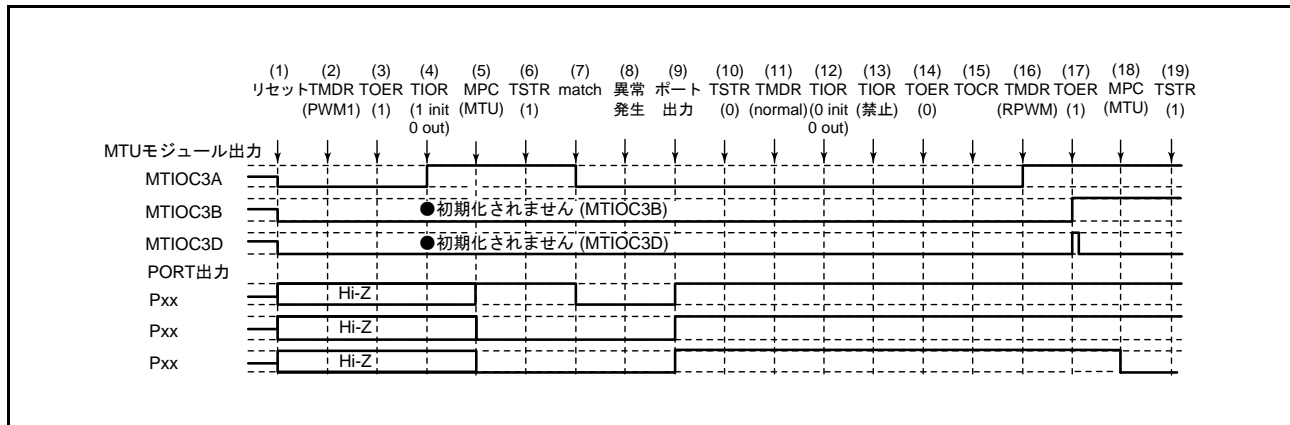 (1) (2) (3) (4) (5) (6) (7) (8) (9) (10) (11) (12) (13) (14) (15) (16) (17) (18) (19)
リセット TMDR TOER TIOR MPC TSTR match 異常 ポート TSTR TMDR TIOR TIOR TOER TOCR TMDR TOER MPC TSTR
(PWM1) (1) (1 init (MTU) (1) 発生 出力 (0) (normal) (0 init (禁止) (0) (RPWM) (1) (MTU) (1)
0 out) 0 out)
MTUモジュール出力
MTIOC3A
MTIOC3B ●初期化されません (MTIOC3B)
MTIOC3D ●初期化されません (MTIOC3D)
PORT出力
Pxx Hi-Z
Pxx Hi-Z
Pxx Hi-Z